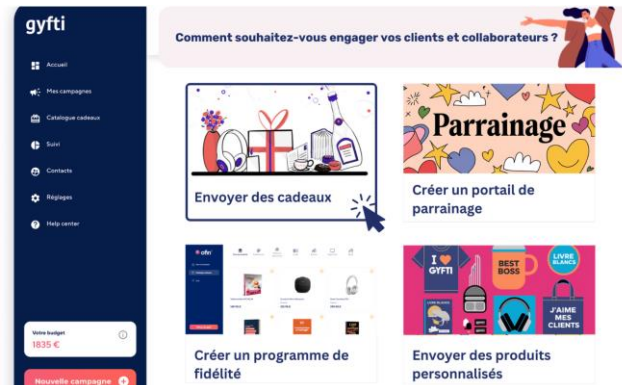 gyfti
Accueil
Mes campagnes
Catalogue cadeaux
Suivi
Contacts
Réglages
Help center
Votre budget
1835 €
Nouvelle campagne
Comment souhaitez-vous engager vos clients et collaborateurs ?
Envoyer des cadeaux
Parrainage
Créer un portail de
parrainage
Créer un programme de
fidélité
I
GYFTI
BEST
BOSS
LIVRE
BLANCS
J'AIME
MES
CLIENTS
Envoyer des produits
personnalisés